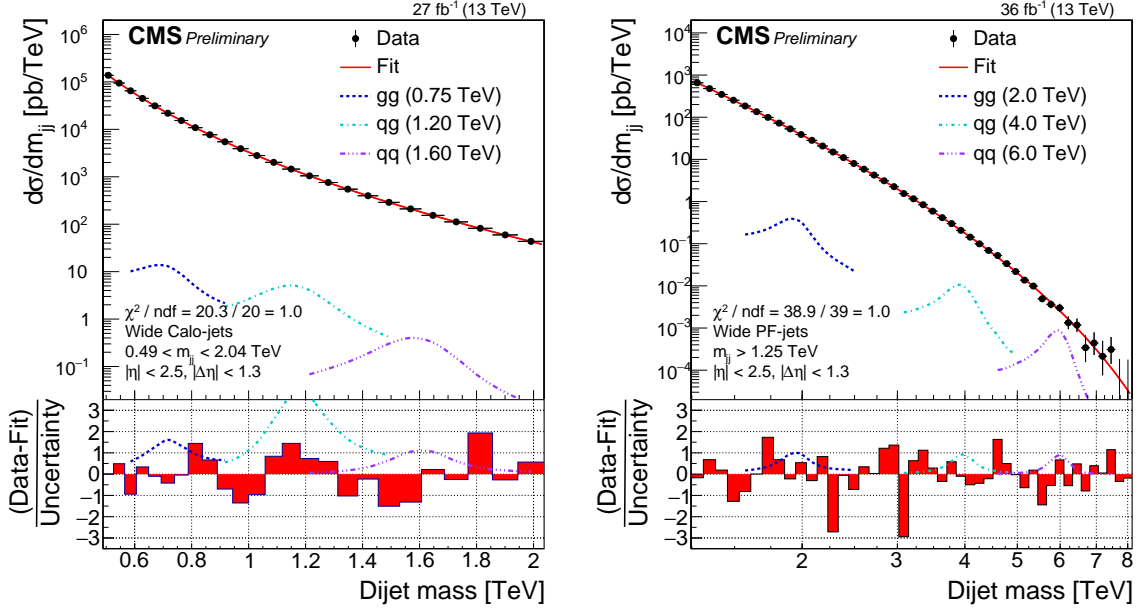 27 fb⁻¹ (13 TeV)
CMS Preliminary
Data
Fit
gg (0.75 TeV)
qg (1.20 TeV)
qq (1.60 TeV)
dσ/dm_jj [pb/TeV]
10⁶
10⁵
10⁴
10³
10²
10
1
10⁻¹
χ² / ndf = 20.3 / 20 = 1.0
Wide Calo-jets
0.49 < m_jj < 2.04 TeV
|η| < 2.5, |Δη| < 1.3
(Data-Fit)
Uncertainty
3
2
1
0
−1
−2
−3
0.6 0.8 1 1.2 1.4 1.6 1.8 2
Dijet mass [TeV]
36 fb⁻¹ (13 TeV)
CMS Preliminary
Data
Fit
gg (2.0 TeV)
qg (4.0 TeV)
qq (6.0 TeV)
dσ/dm_jj [pb/TeV]
10⁴
10³
10²
10
1
10⁻¹
10⁻²
10⁻³
10⁻⁴
χ² / ndf = 38.9 / 39 = 1.0
Wide PF-jets
m_jj > 1.25 TeV
|η| < 2.5, |Δη| < 1.3
(Data-Fit)
Uncertainty
3
2
1
0
−1
−2
−3
2 3 4 5 6 7 8
Dijet mass [TeV]